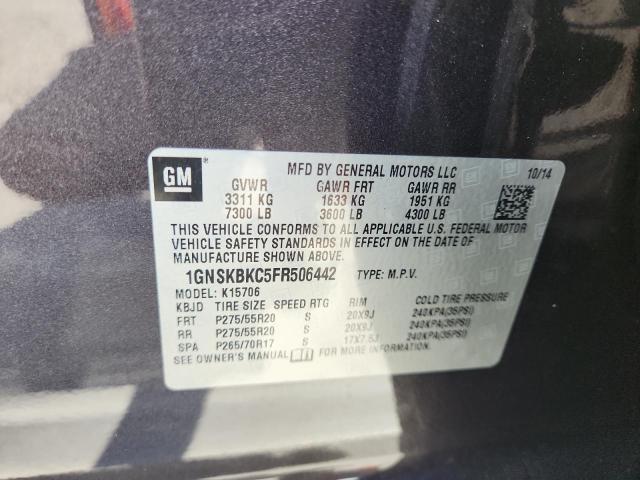 GM
MFD BY GENERAL MOTORS LLC 10/14
GVWR GAWR FRT GAWR RR
3311 KG 1633 KG 1951 KG
7300 LB 3600 LB 4300 LB
THIS VEHICLE CONFORMS TO ALL APPLICABLE U.S. FEDERAL MOTOR
VEHICLE SAFETY STANDARDS IN EFFECT ON THE DATE OF
MANUFACTURE SHOWN ABOVE.
1GNSKBKC5FR506442 TYPE: M.P.V.
MODEL: K15706
KBJD TIRE SIZE SPEED RTG RIM COLD TIRE PRESSURE
FRT P275/55R20 S 20X9J 240KPA(35PSI)
RR P275/55R20 S 20X9J 240KPA(35PSI)
SPA P265/70R17 S 17X7.5J 240KPA(35PSI)
SEE OWNER'S MANUAL FOR MORE INFORMATION.